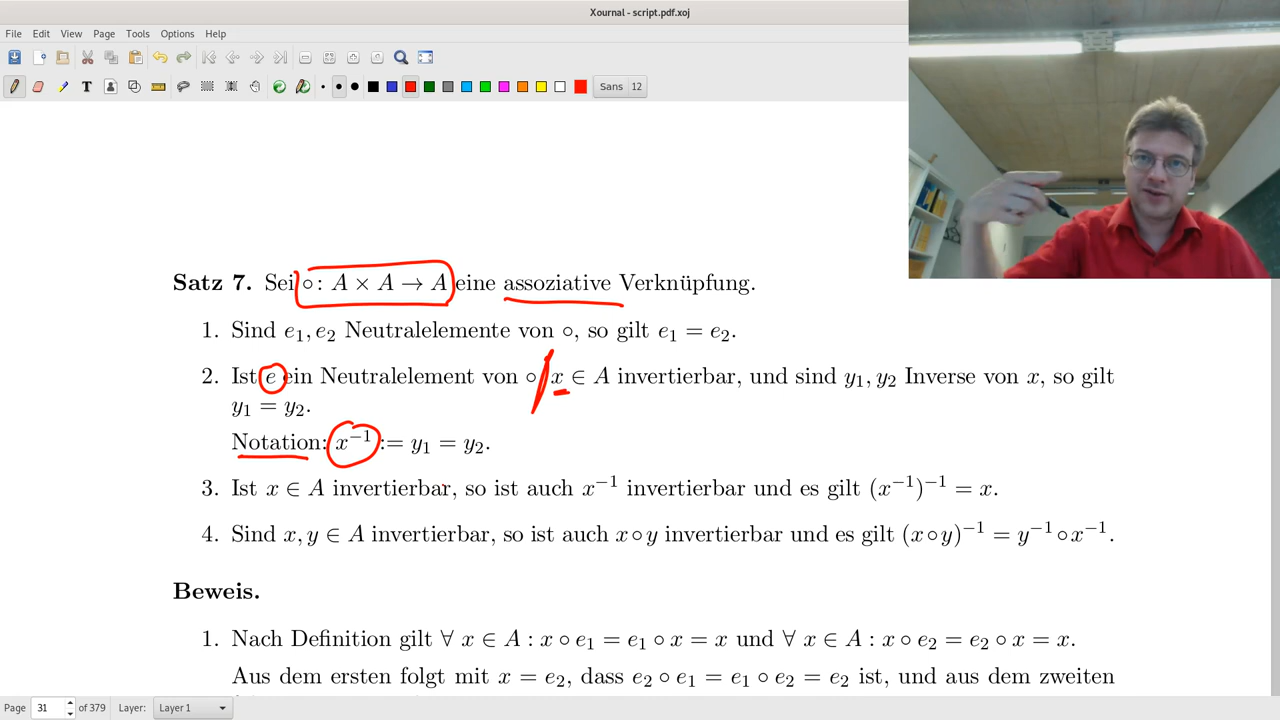 Xournal - script.pdf.xoj
File Edit View Page Tools Options Help
Sans 12
Satz 7. Sei ∘: A × A → A eine assoziative Verknüpfung.
1. Sind e₁, e₂ Neutralelemente von ∘, so gilt e₁ = e₂.
2. Ist e ein Neutralelement von ∘ x ∈ A invertierbar, und sind y₁, y₂ Inverse von x, so gilt
y₁ = y₂.
Notation: x⁻¹ := y₁ = y₂.
3. Ist x ∈ A invertierbar, so ist auch x⁻¹ invertierbar und es gilt (x⁻¹)⁻¹ = x.
4. Sind x, y ∈ A invertierbar, so ist auch x ∘ y invertierbar und es gilt (x ∘ y)⁻¹ = y⁻¹ ∘ x⁻¹.
Beweis.
1. Nach Definition gilt ∀ x ∈ A : x ∘ e₁ = e₁ ∘ x = x und ∀ x ∈ A : x ∘ e₂ = e₂ ∘ x = x.
Aus dem ersten folgt mit x = e₂, dass e₂ ∘ e₁ = e₁ ∘ e₂ = e₂ ist, und aus dem zweiten
Page 31 of 379 Layer: Layer 1